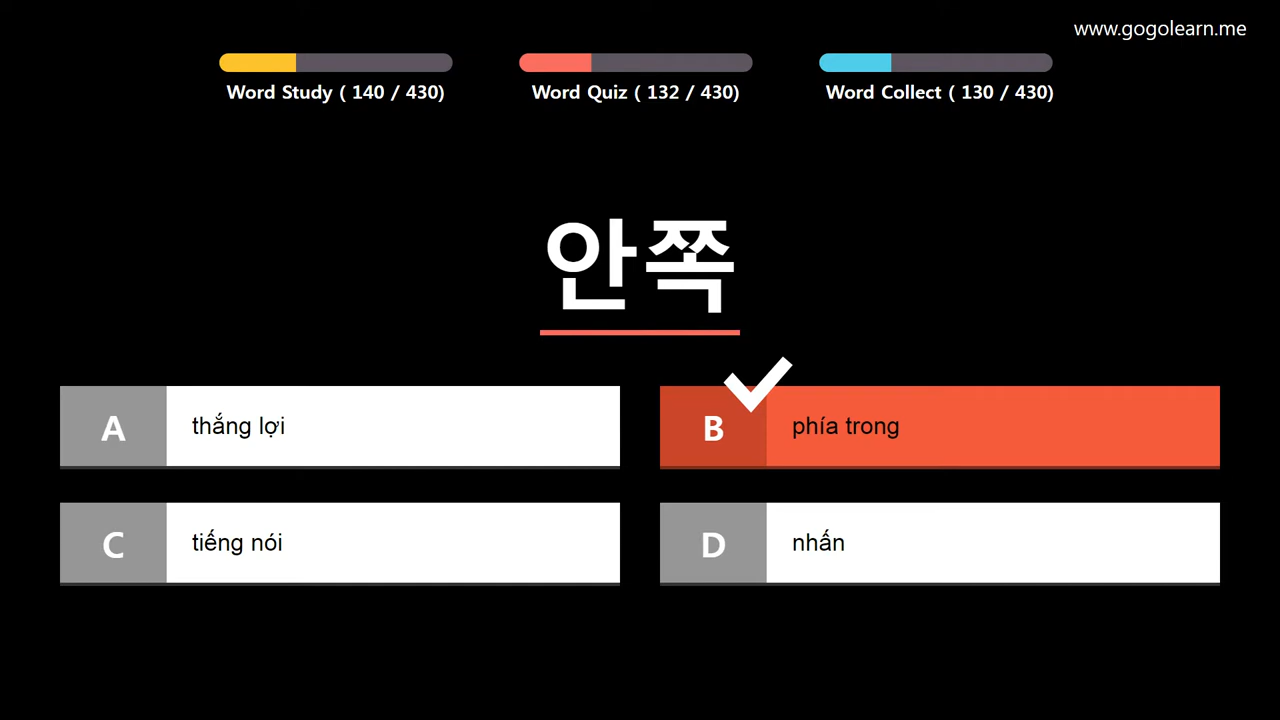 www.gogolearn.me
Word Study ( 140 / 430)
Word Quiz ( 132 / 430)
Word Collect ( 130 / 430)
안쪽
A thắng lợi
B phía trong
C tiếng nói
D nhấn